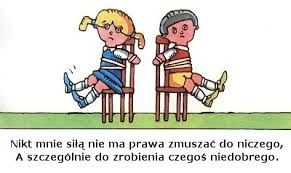 Nikt mnie siłą nie ma prawa zmuszać do niczego,
A szczególnie do zrobienia czegoś niedobrego.